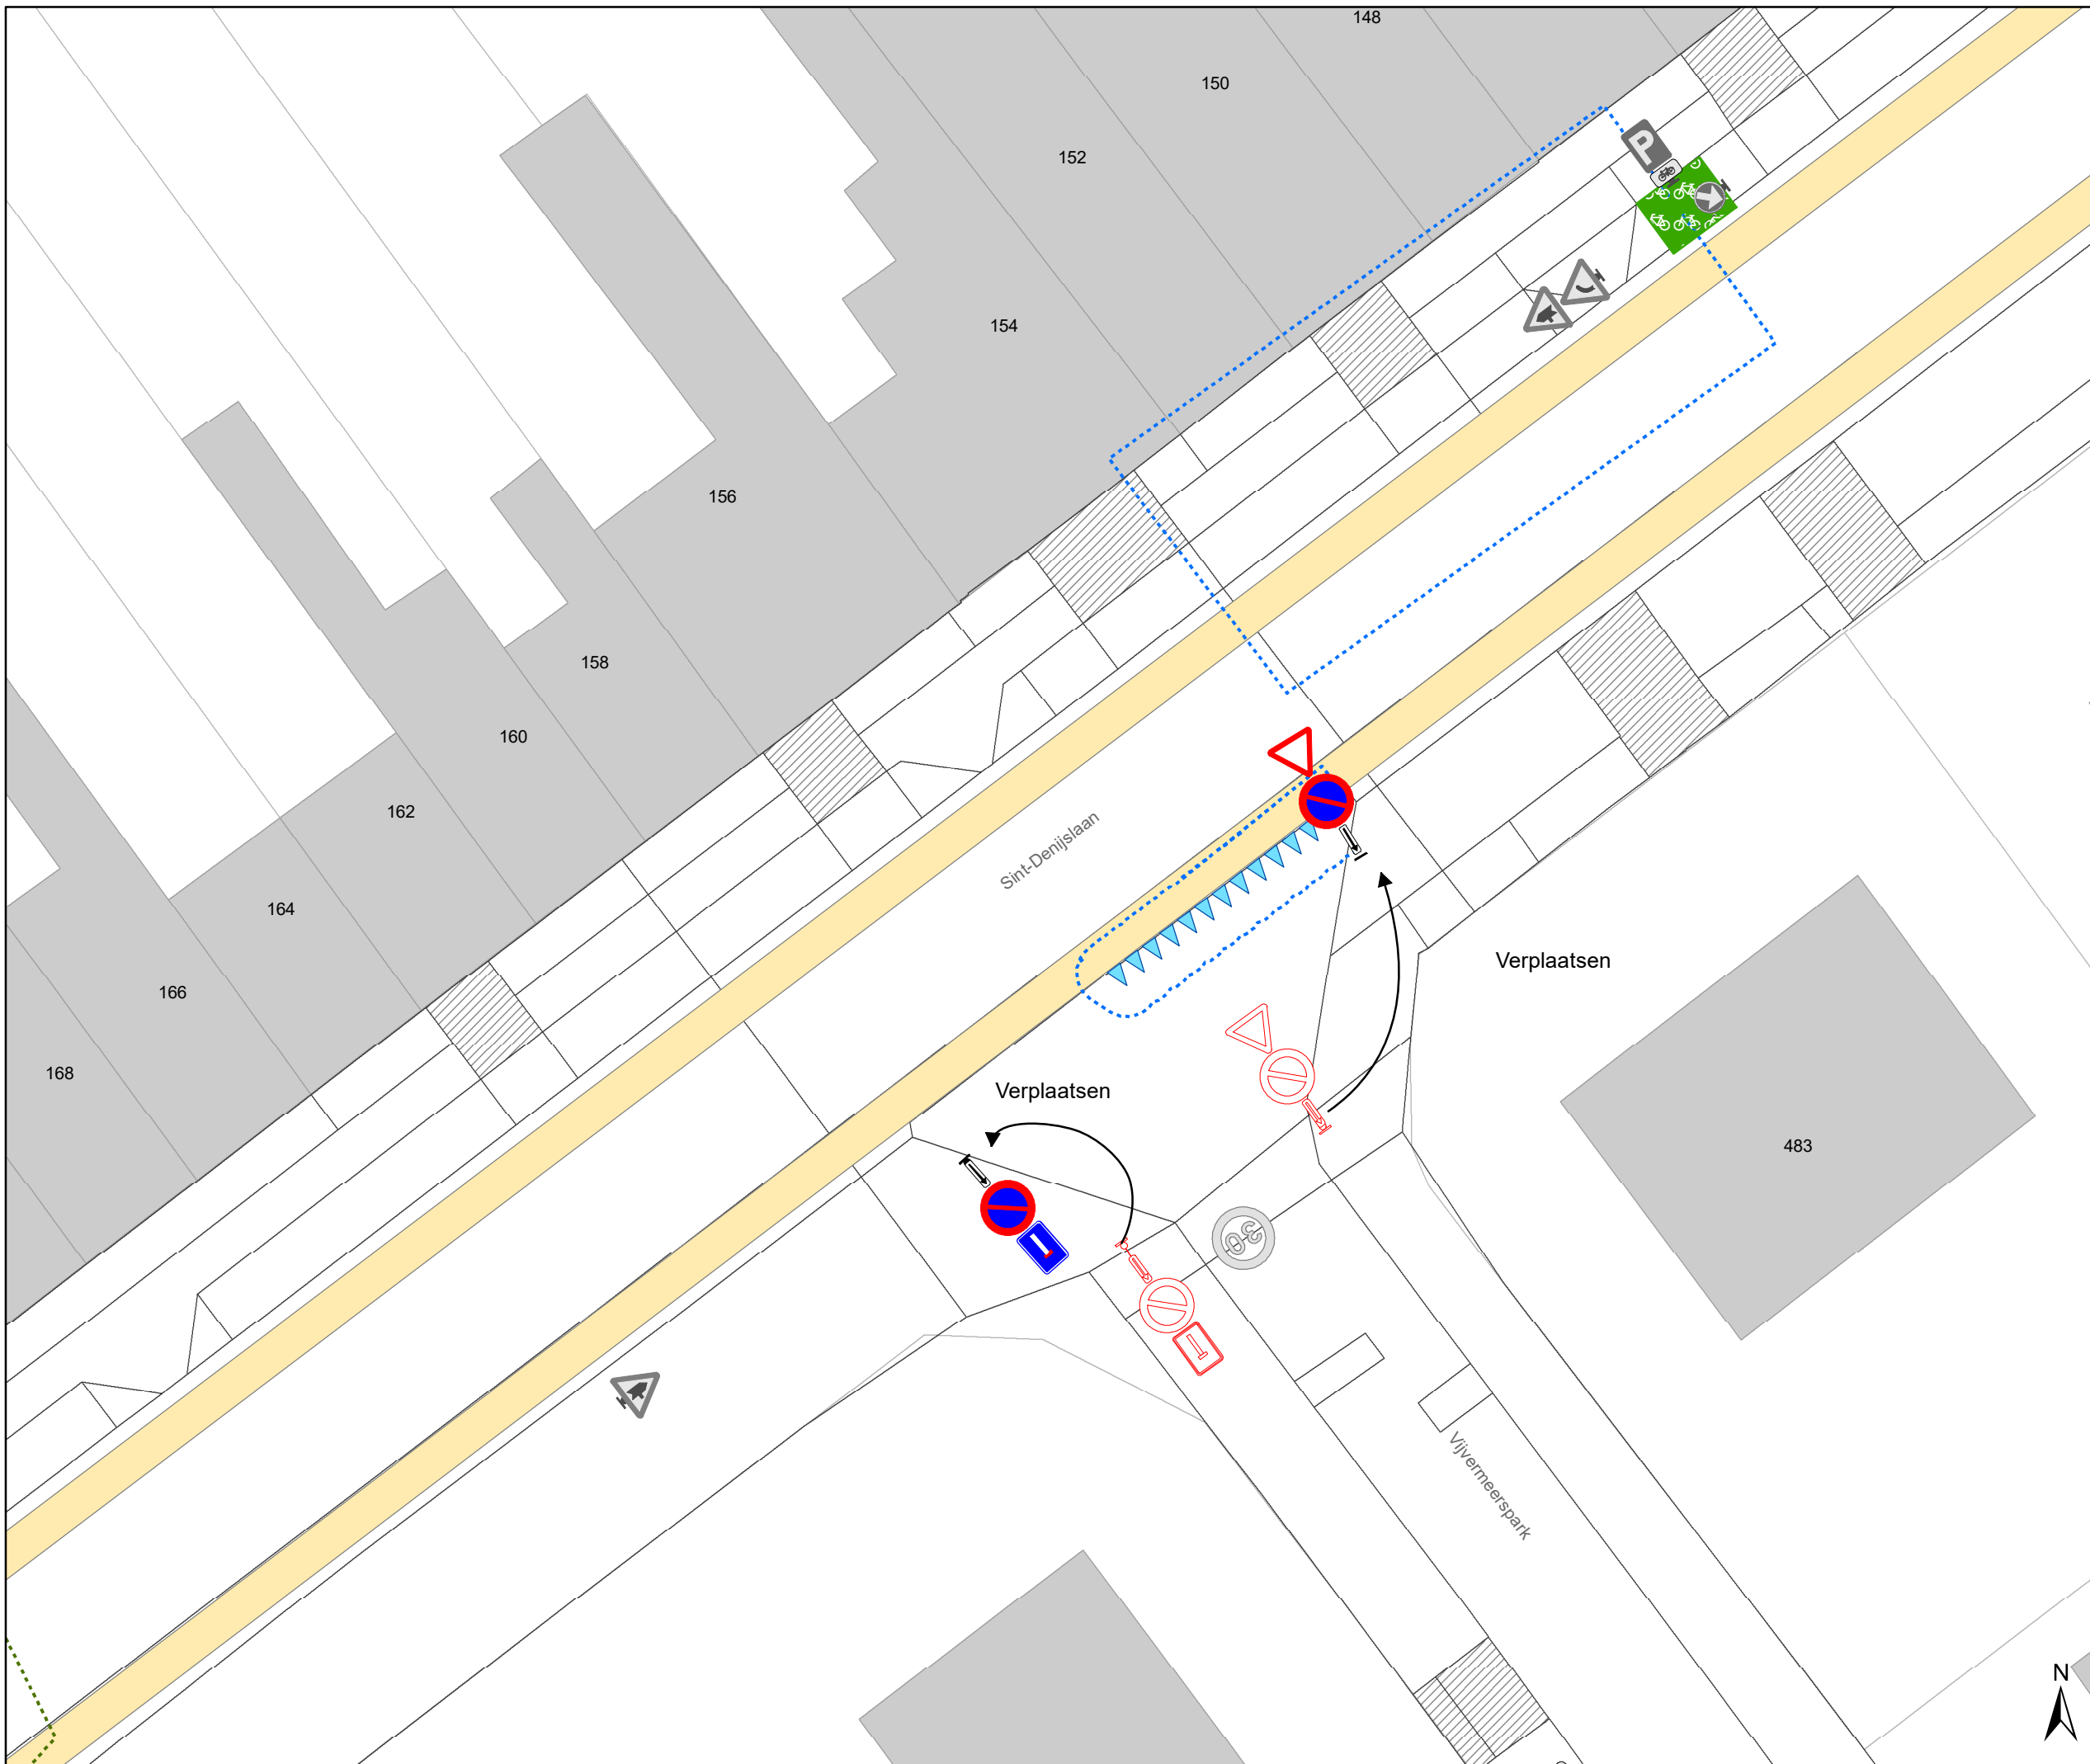 148
150
152
P
154
156
158
160
162
164
166
168
Sint-Denijslaan
Verplaatsen
Verplaatsen
483
30
Vijvermeerspark
N